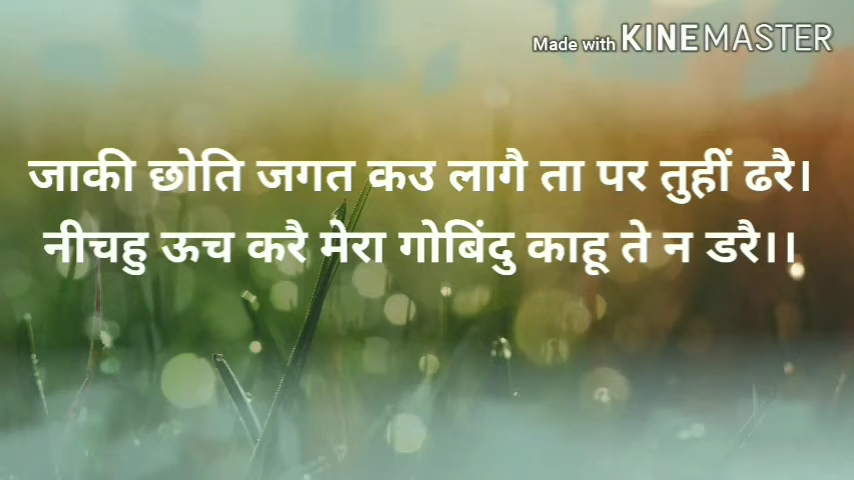 Made with KINEMASTER
जाकी छोति जगत कउ लागै ता पर तुहीं ढरै।
नीचहु ऊच करै मेरा गोबिंदु काहू ते न डरै।।